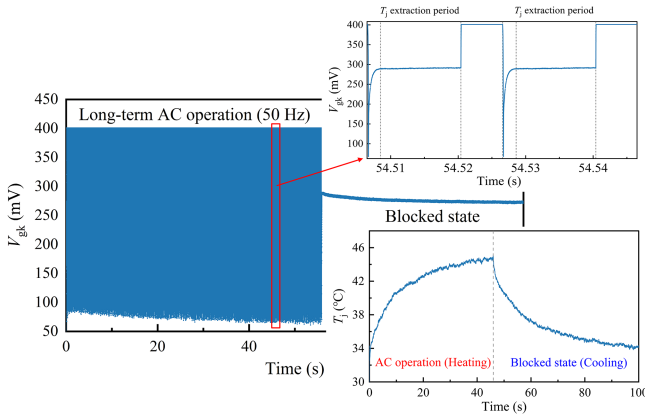 T_j extraction period T_j extraction period
400
350
300
250
200
150
100
V_gk (mV)
54.51 54.52 54.53 54.54
Time (s)
450
400
350
300
250
200
150
100
50
V_gk (mV)
Long-term AC operation (50 Hz)
0 20 40
Time (s)
Blocked state
46
42
38
34
30
T_j (°C)
AC operation (Heating) Blocked state (Cooling)
0 20 40 60 80 100
Time (s)